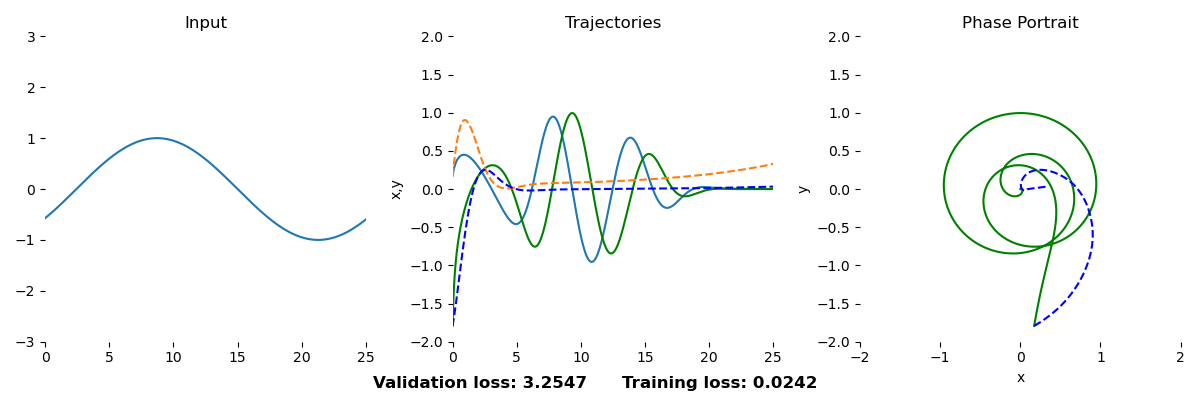 Input
3
2
1
0
−1
−2
−3
0 5 10 15 20 25
Trajectories
x,y
2.0
1.5
1.0
0.5
0.0
−0.5
−1.0
−1.5
−2.0
0 5 10 15 20 25
Phase Portrait
y
2.0
1.5
1.0
0.5
0.0
−0.5
−1.0
−1.5
−2.0
−2 −1 0 1 2
x
Validation loss: 3.2547 Training loss: 0.0242